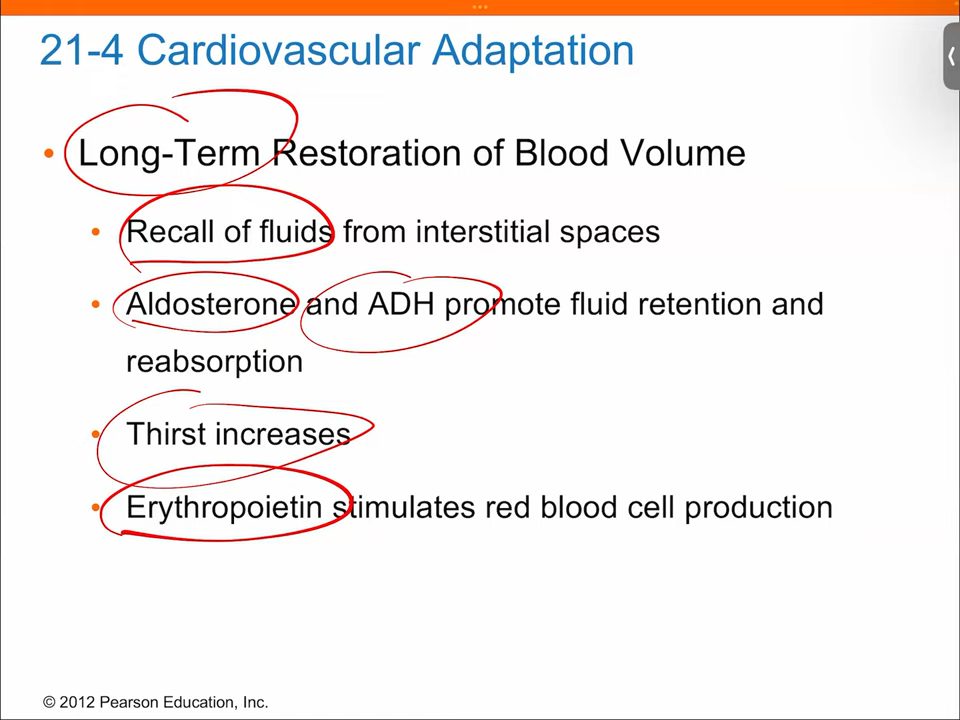 21-4 Cardiovascular Adaptation
• Long-Term Restoration of Blood Volume
• Recall of fluids from interstitial spaces
• Aldosterone and ADH promote fluid retention and
reabsorption
• Thirst increases
• Erythropoietin stimulates red blood cell production
© 2012 Pearson Education, Inc.